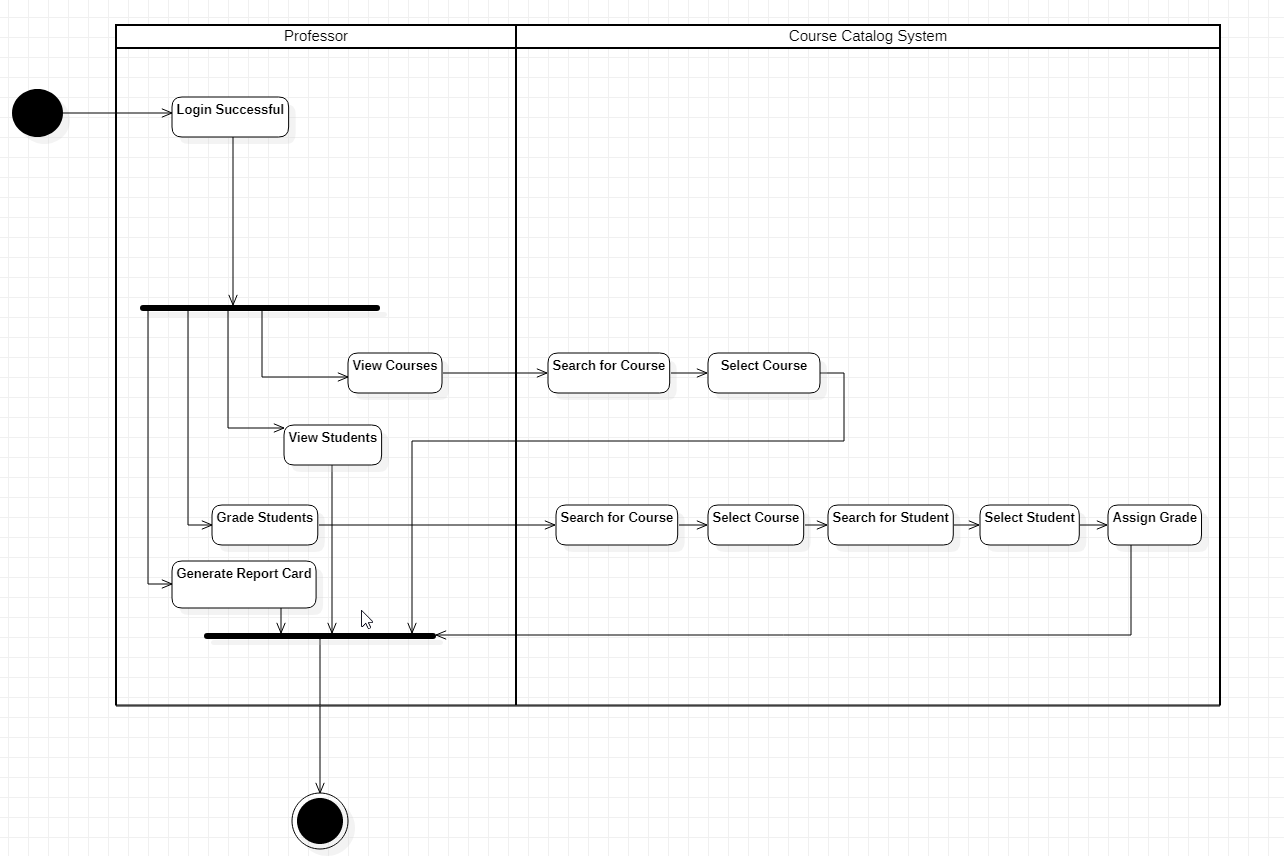 Professor
Course Catalog System
Login Successful
View Courses
Search for Course
Select Course
View Students
Grade Students
Search for Course
Select Course
Search for Student
Select Student
Assign Grade
Generate Report Card